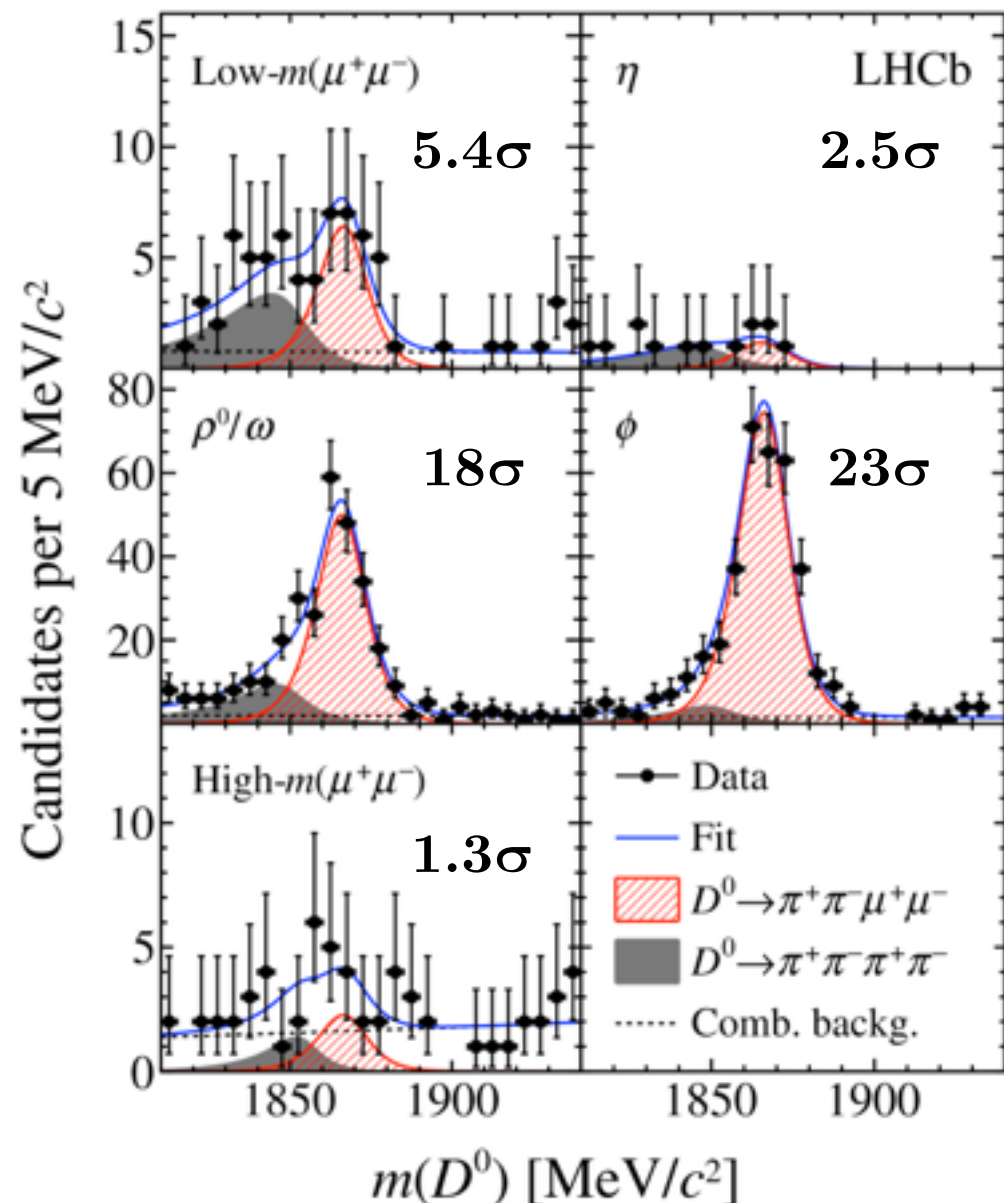 Candidates per 5 MeV/c²
15
10
5
Low-m(μ⁺μ⁻)
5.4σ
η
LHCb
2.5σ
80
60
40
20
ρ⁰/ω
18σ
ϕ
23σ
10
5
0
High-m(μ⁺μ⁻)
1.3σ
Data
Fit
D⁰→π⁺π⁻μ⁺μ⁻
D⁰→π⁺π⁻π⁺π⁻
Comb. backg.
1850 1900 1850 1900
m(D⁰) [MeV/c²]